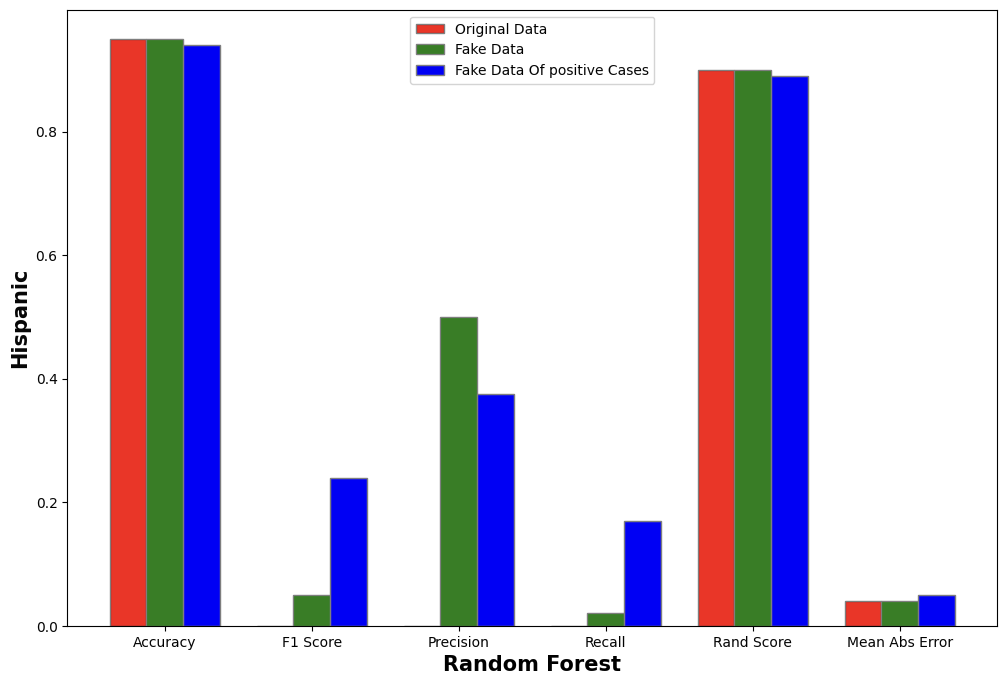 Original Data
Fake Data
Fake Data Of positive Cases
0.8
0.6
0.4
0.2
0.0
Hispanic
Accuracy F1 Score Precision Recall Rand Score Mean Abs Error
Random Forest